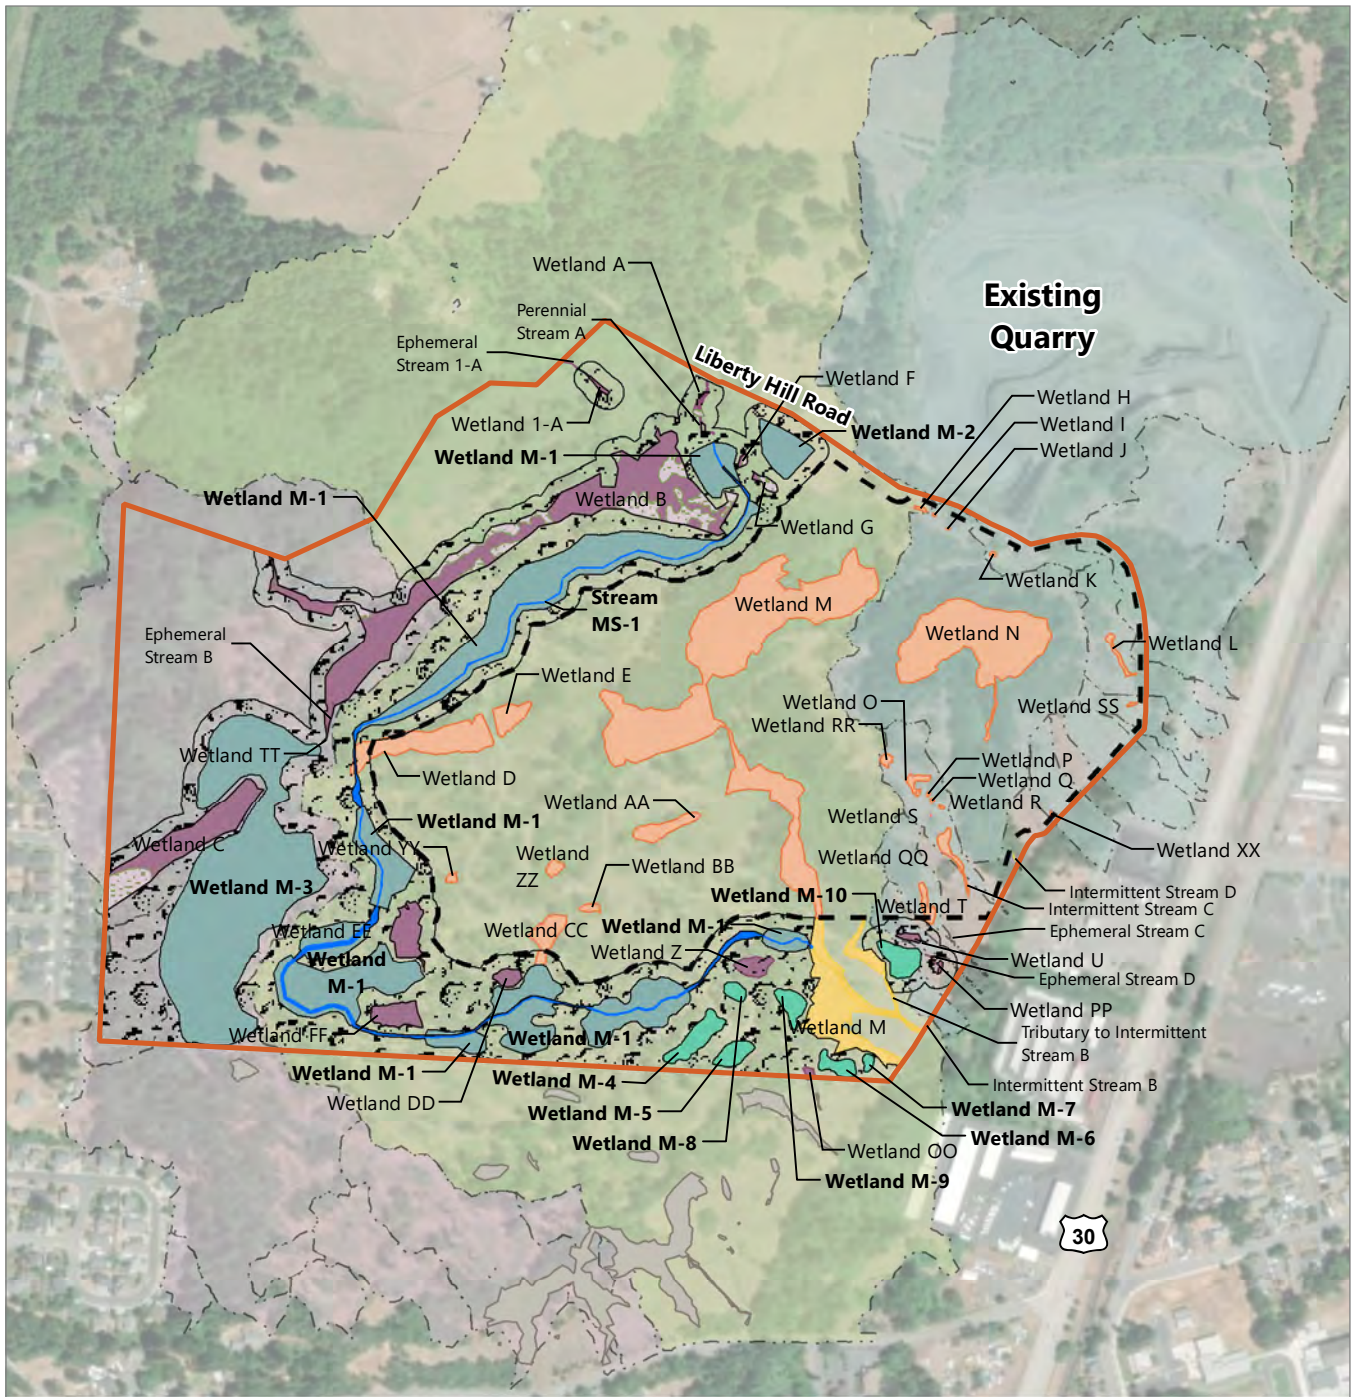 Wetland A
Existing
Quarry
Perennial
Stream A
Ephemeral
Stream 1-A
Liberty Hill Road
Wetland F
Wetland H
Wetland I
Wetland J
Wetland 1-A
Wetland M-2
Wetland M-1
Wetland M-1
Wetland B
Wetland G
Wetland K
Stream
MS-1
Wetland M
Wetland N
Wetland L
Ephemeral
Stream B
Wetland E
Wetland O
Wetland SS
Wetland RR
Wetland TT
Wetland D
Wetland P
Wetland Q
Wetland R
Wetland AA
Wetland S
Wetland M-1
Wetland C
Wetland YY
Wetland
ZZ
Wetland BB
Wetland QQ
Wetland XX
Wetland M-3
Wetland M-10
Intermittent Stream D
Wetland T
Intermittent Stream C
Wetland EE
Wetland CC
Wetland M-1
Ephemeral Stream C
Wetland
M-1
Wetland Z
Wetland U
Ephemeral Stream D
Wetland PP
Wetland FF
Wetland M-1
Wetland M
Tributary to Intermittent
Stream B
Wetland M-1
Wetland M-4
Intermittent Stream B
Wetland DD
Wetland M-5
Wetland M-7
Wetland M-8
Wetland M-6
Wetland OO
Wetland M-9
30